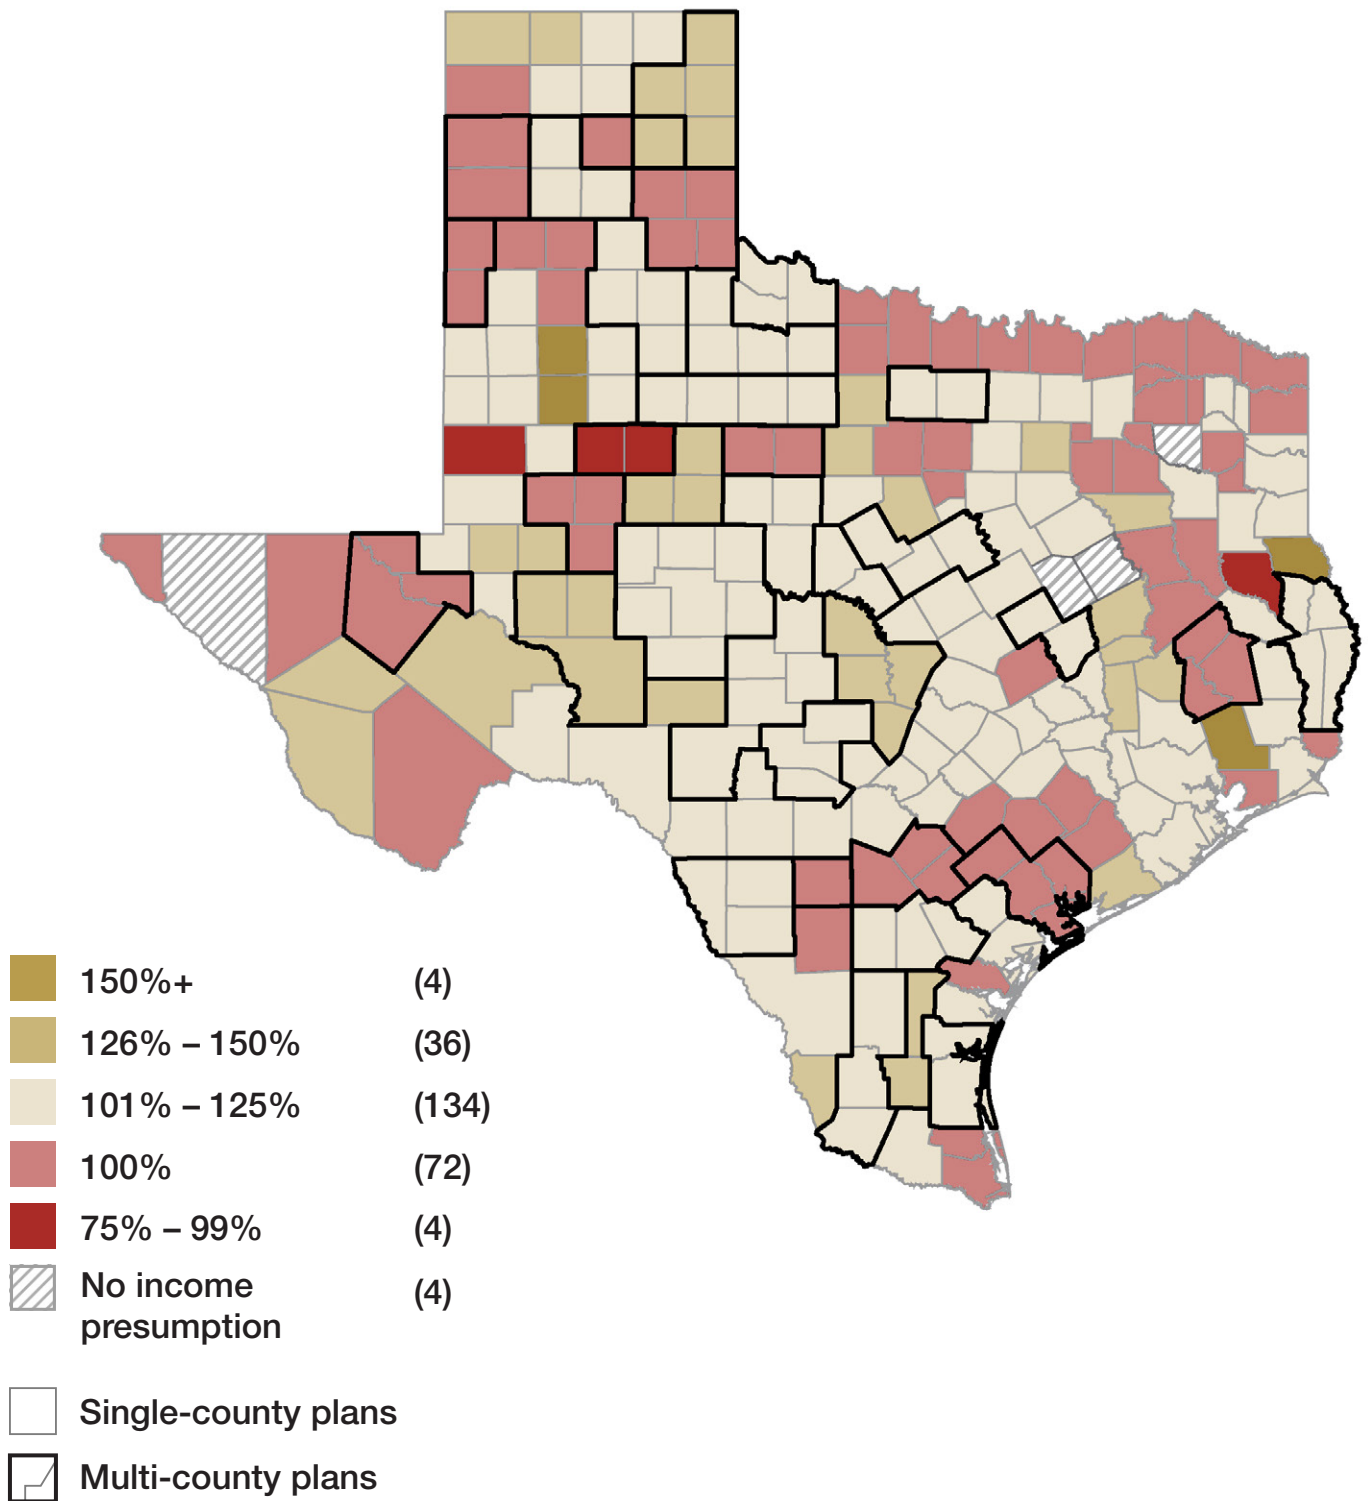 150%+ (4)
126% – 150% (36)
101% – 125% (134)
100% (72)
75% – 99% (4)
No income
presumption (4)
Single-county plans
Multi-county plans